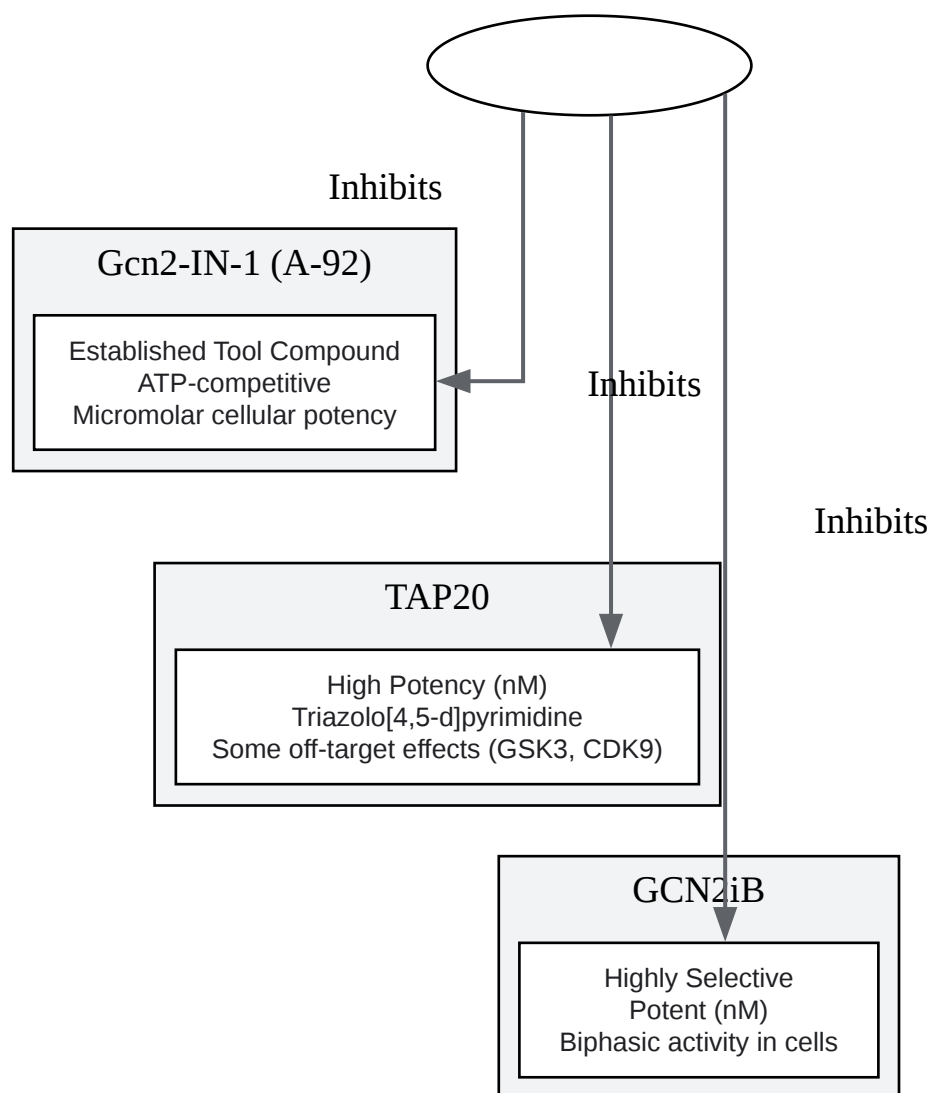 Inhibits
Gcn2-IN-1 (A-92)
Established Tool Compound
ATP-competitive
Micromolar cellular potency
Inhibits
Inhibits
TAP20
High Potency (nM)
Triazolo[4,5-d]pyrimidine
Some off-target effects (GSK3, CDK9)
GCN2iB
Highly Selective
Potent (nM)
Biphasic activity in cells